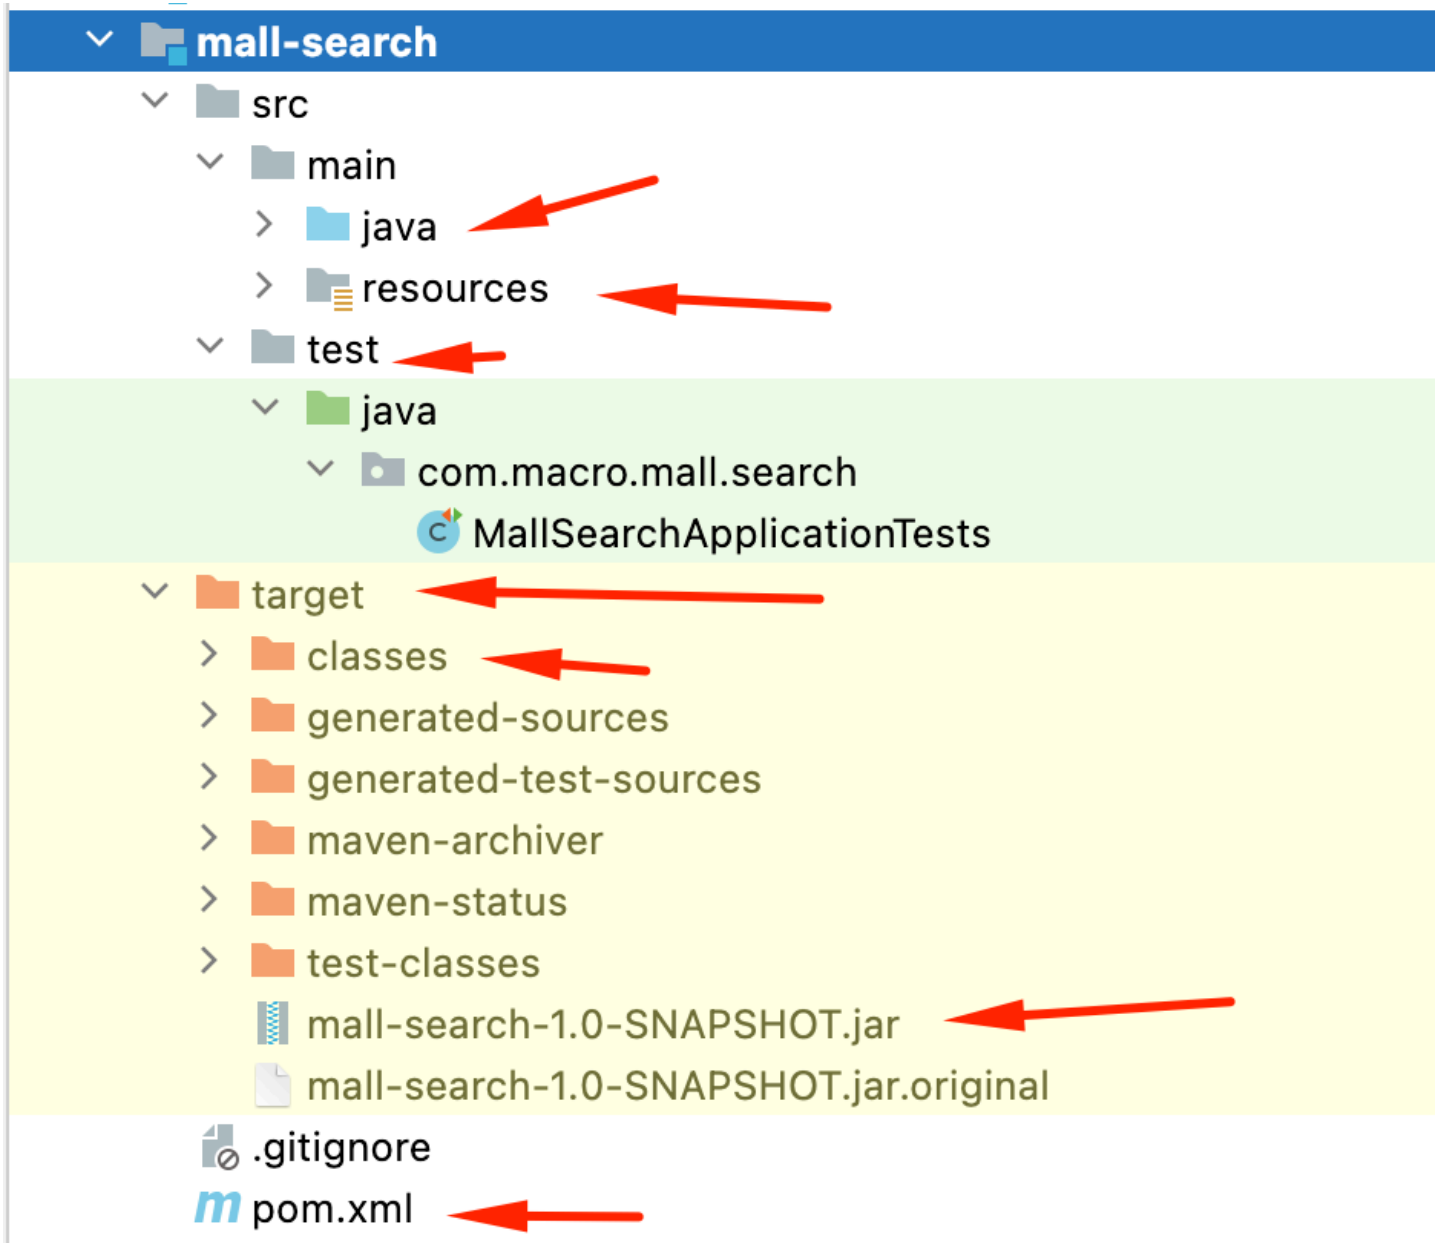 mall-search
src
main
java
resources
test
java
com.macro.mall.search
C MallSearchApplicationTests
target
classes
generated-sources
generated-test-sources
maven-archiver
maven-status
test-classes
mall-search-1.0-SNAPSHOT.jar
mall-search-1.0-SNAPSHOT.jar.original
.gitignore
m pom.xml